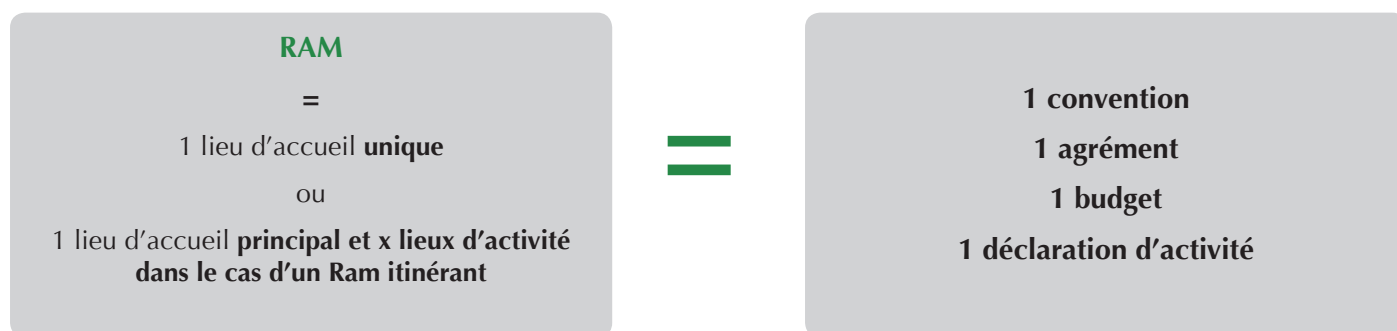 RAM
=
1 lieu d’accueil unique
ou
1 lieu d’accueil principal et x lieux d’activité
dans le cas d’un Ram itinérant
=
1 convention
1 agrément
1 budget
1 déclaration d’activité